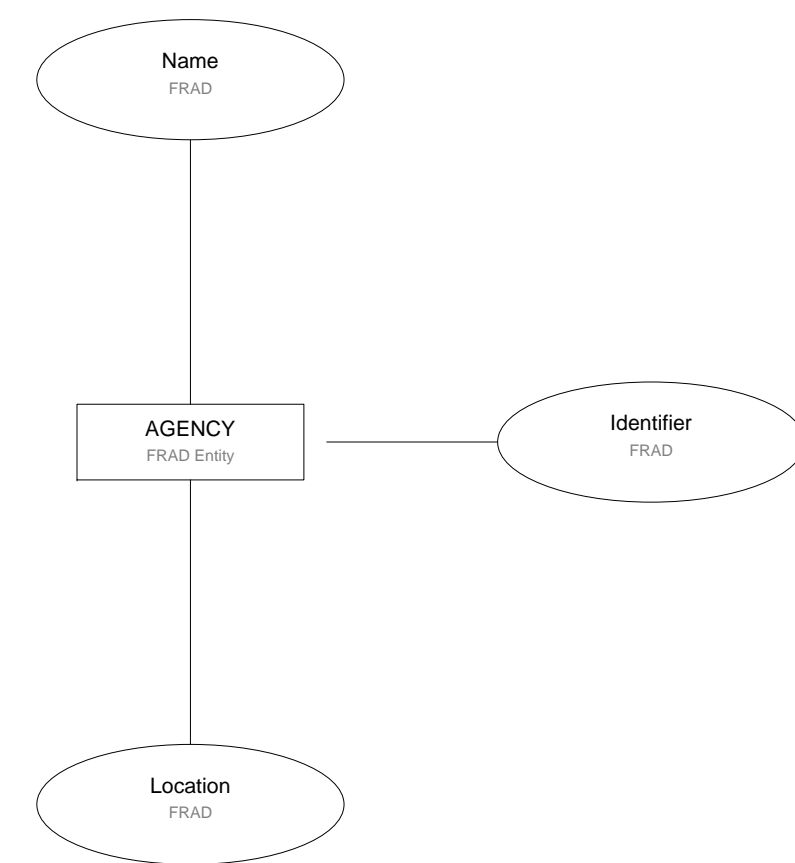 Name
FRAD
AGENCY
FRAD Entity
Identifier
FRAD
Location
FRAD